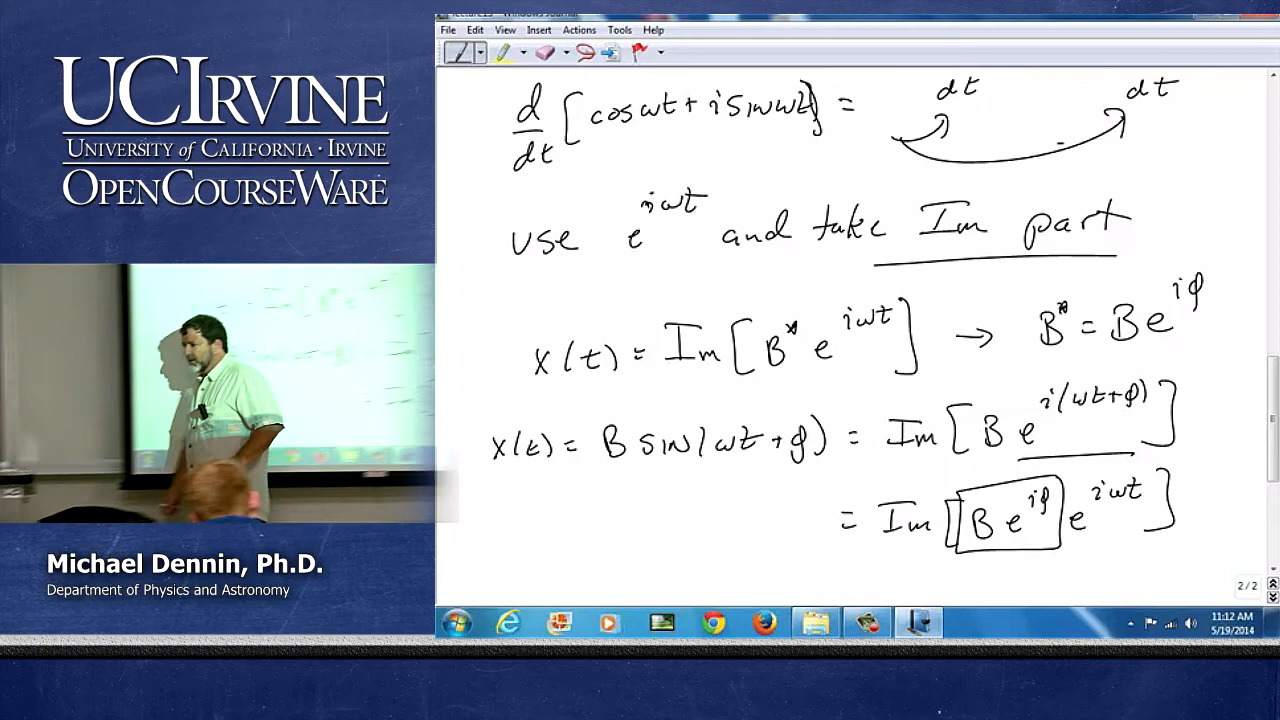 UCIRVINE
UNIVERSITY of CALIFORNIA · IRVINE
OPENCOURSEWARE
Michael Dennin, Ph.D.
Department of Physics and Astronomy
File Edit View Insert Actions Tools Help
d/dt [cos ωt + i sin ωt] = dt dt
use e^{iωt} and take Im part
x(t) = Im[B* e^{iωt}] → B* = Be^{iφ}
x(t) = B sin(ωt + φ) = Im[B e^{i(ωt+φ)}]
= Im[B e^{iφ} e^{iωt}]
2/2
11:12 AM
5/19/2014